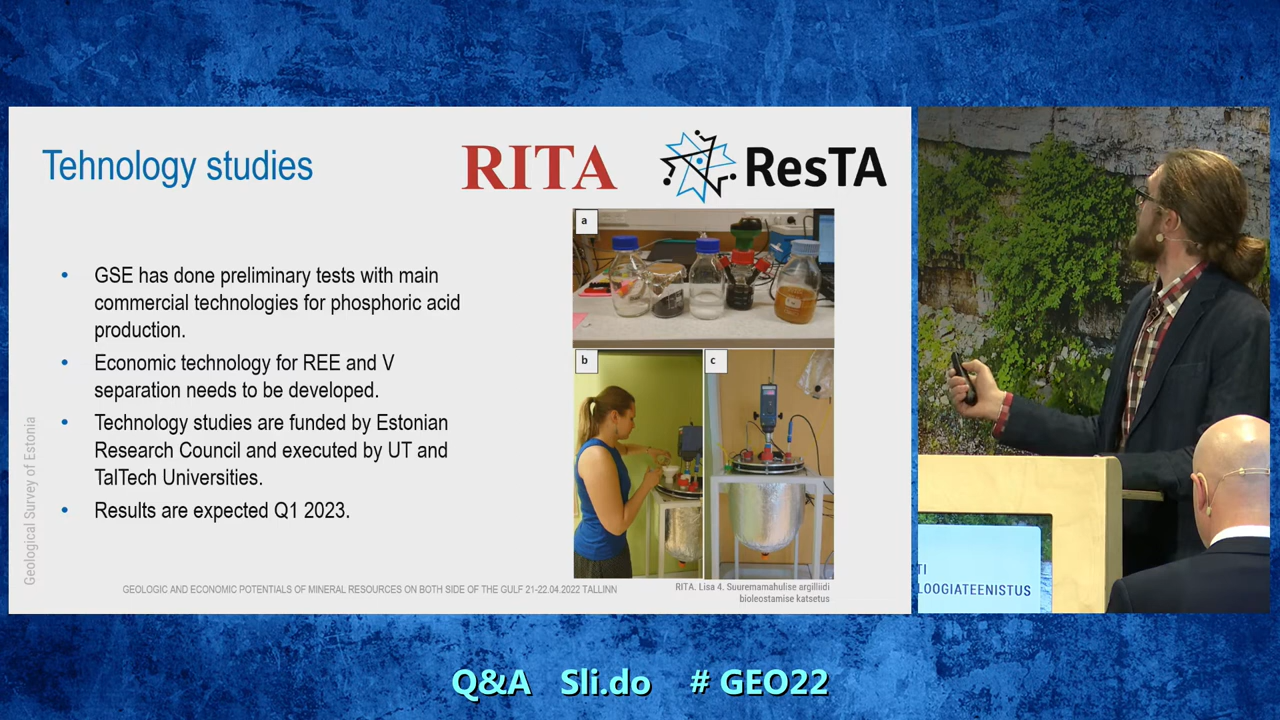 Tehnology studies
RITA
ResTA
a
b
c
• GSE has done preliminary tests with main
commercial technologies for phosphoric acid
production.
• Economic technology for REE and V
separation needs to be developed.
• Technology studies are funded by Estonian
Research Council and executed by UT and
TalTech Universities.
• Results are expected Q1 2023.
Geological Survey of Estonia
GEOLOGIC AND ECONOMIC POTENTIALS OF MINERAL RESOURCES ON BOTH SIDE OF THE GULF 21-22.04.2022 TALLINN
RITA. Lisa 4. Suuremamahulise argilliidi
bioleostamise katsetus
TI
LOOGIATEENISTUS
Q&A Sli.do # GEO22